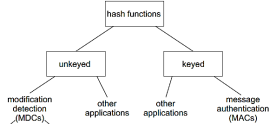 hash functions
unkeyed
keyed
modification
detection
(MDCs)
other
applications
other
applications
message
authentication
(MACs)